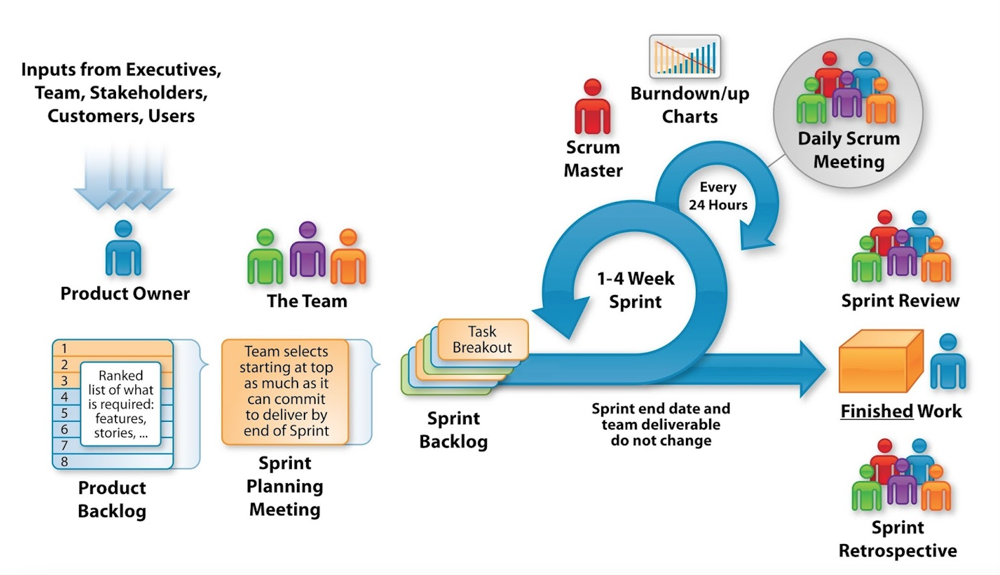 Inputs from Executives,
Team, Stakeholders,
Customers, Users
Product Owner
The Team
1
2
3
4
5
6
7
8
Ranked
list of what
is required:
features,
stories, ...
Product
Backlog
Team selects
starting at top
as much as it
can commit
to deliver by
end of Sprint
Sprint
Planning
Meeting
Task
Breakout
Sprint
Backlog
Scrum
Master
Burndown/up
Charts
Daily Scrum
Meeting
Every
24 Hours
1-4 Week
Sprint
Sprint end date and
team deliverable
do not change
Sprint Review
Finished Work
Sprint
Retrospective